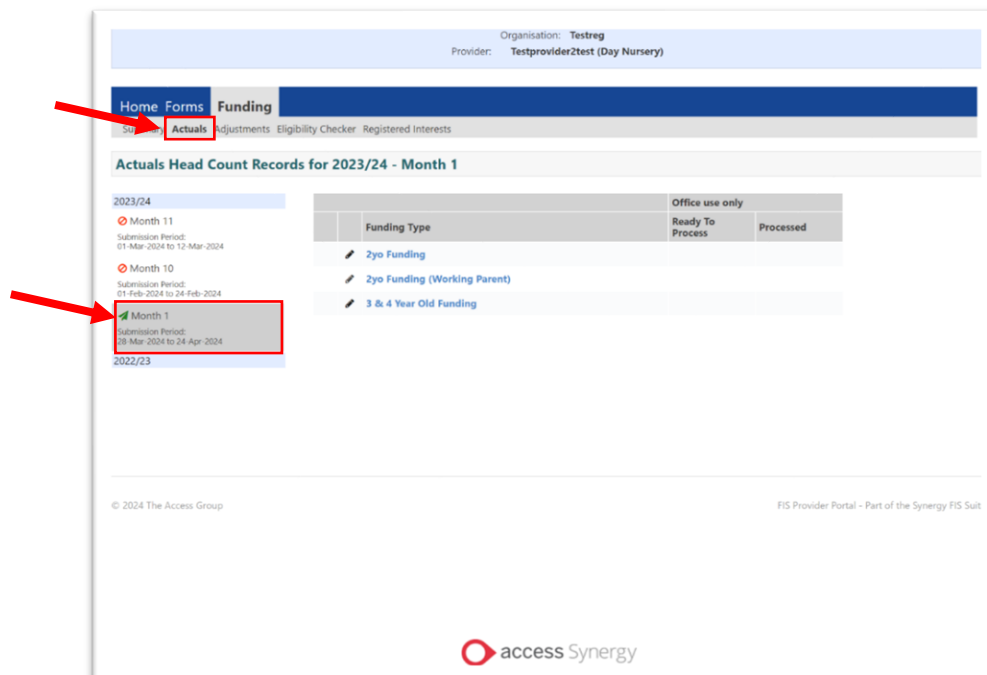 Organisation: Testreg
Provider: Testprovider2test (Day Nursery)
Home Forms Funding
Actuals Adjustments Eligibility Checker Registered Interests
Actuals Head Count Records for 2023/24 - Month 1
2023/24
Month 11
Submission Period:
01-Mar-2024 to 12-Mar-2024
Month 10
Submission Period:
01-Feb-2024 to 24-Feb-2024
Month 1
Submission Period:
28-Mar-2024 to 24-Apr-2024
2022/23
Office use only
Funding Type
Ready To
Process
Processed
2yo Funding
2yo Funding (Working Parent)
3 & 4 Year Old Funding
© 2024 The Access Group
FIS Provider Portal - Part of the Synergy FIS Suit
access Synergy